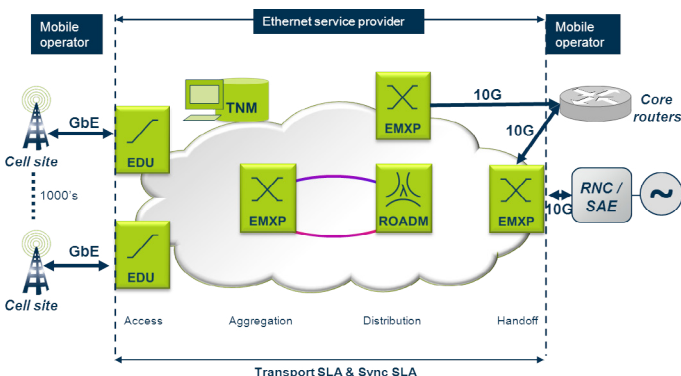 Mobile
operator
Ethernet service provider
Mobile
operator
TNM
GbE
EDU
Cell site
1000's
EMXP
10G
10G
Core
routers
EMXP
ROADM
λ
EMXP
10G
RNC /
SAE
~
GbE
EDU
Cell site
Access
Aggregation
Distribution
Handoff
Transport SLA & Sync SLA